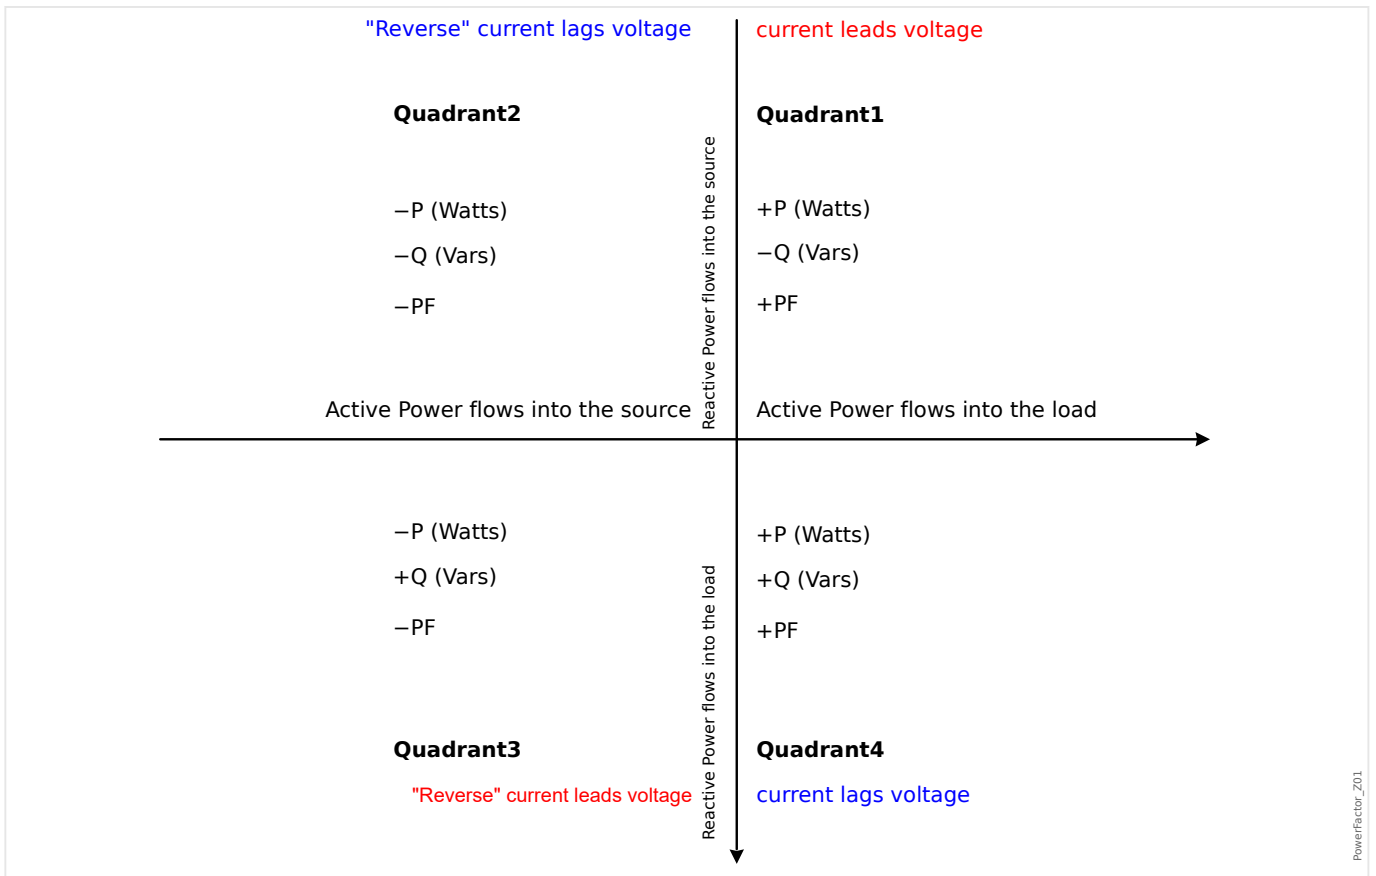 "Reverse" current lags voltage
current leads voltage
Quadrant2
Quadrant1
−P (Watts)
−Q (Vars)
−PF
Reactive Power flows into the source
+P (Watts)
−Q (Vars)
+PF
Active Power flows into the source
Active Power flows into the load
−P (Watts)
+Q (Vars)
−PF
Reactive Power flows into the load
+P (Watts)
+Q (Vars)
+PF
Quadrant3
Quadrant4
"Reverse" current leads voltage
current lags voltage
PowerFactor_Z01